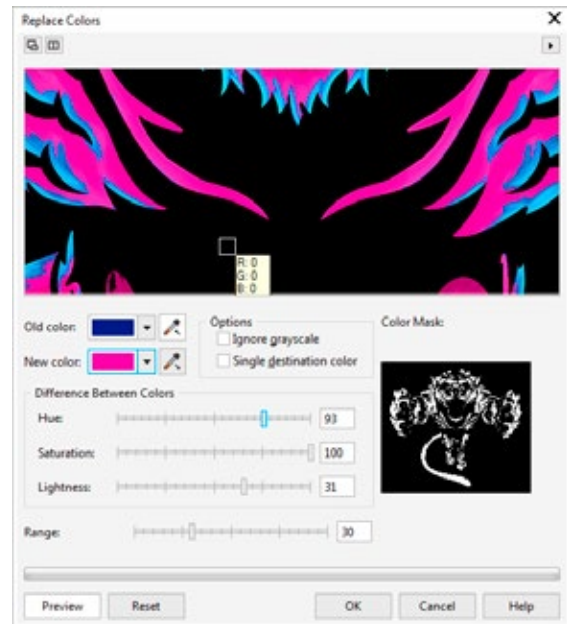 Replace Colors
R: 0
G: 0
B: 0
Old color:
New color:
Options
Ignore grayscale
Single destination color
Color Mask:
Difference Between Colors
Hue: 93
Saturation: 100
Lightness: 31
Range: 30
Preview Reset OK Cancel Help